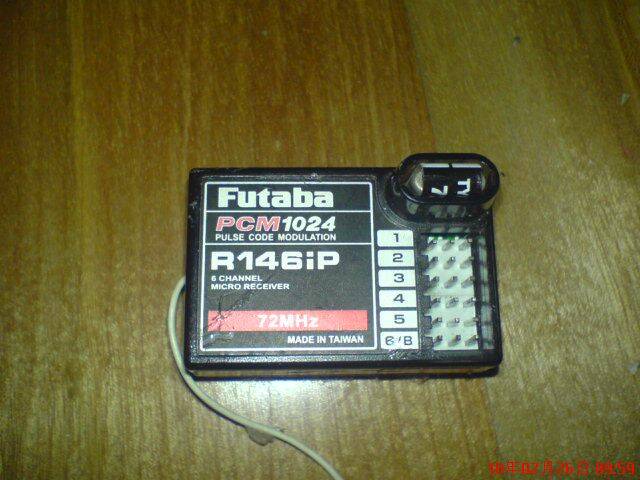 Futaba
PCM1024
PULSE CODE MODULATION
R146iP
6 CHANNEL
MICRO RECEIVER
72MHz
MADE IN TAIWAN
1
2
3
4
5
6/B
7